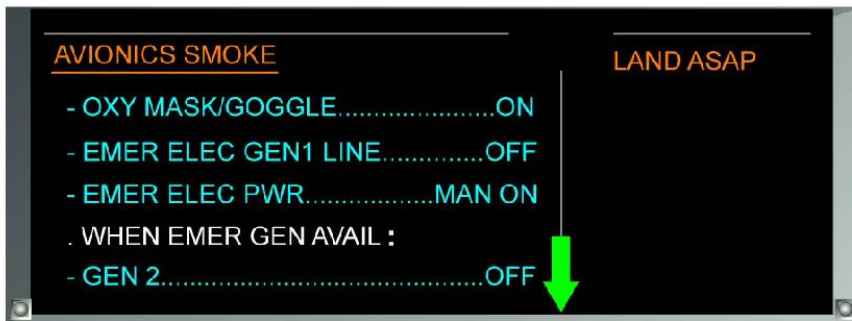 AVIONICS SMOKE
LAND ASAP
- OXY MASK/GOGGLE......................ON
- EMER ELEC GEN1 LINE..............OFF
- EMER ELEC PWR..................MAN ON
. WHEN EMER GEN AVAIL :
- GEN 2.............................................OFF